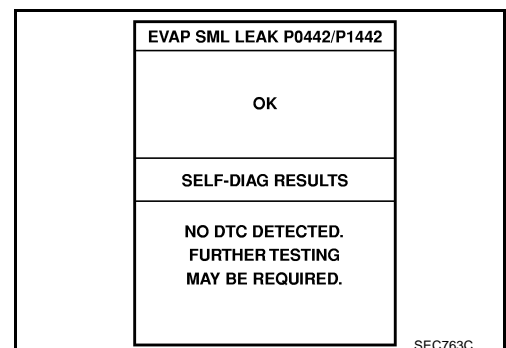 EVAP SML LEAK P0442/P1442
OK
SELF-DIAG RESULTS
NO DTC DETECTED.
FURTHER TESTING
MAY BE REQUIRED.
SEC763C